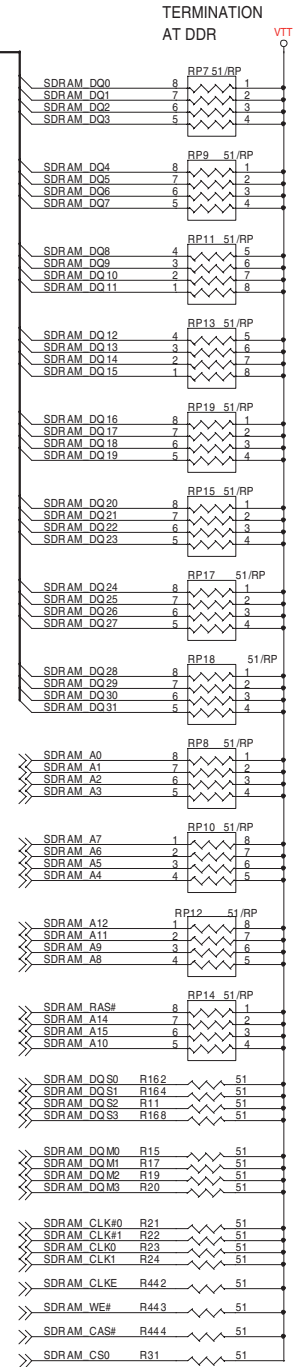 TERMINATION
AT DDR
VTT
RP7 51/RP
SDRAM_DQ0 8 1
SDRAM_DQ1 7 2
SDRAM_DQ2 6 3
SDRAM_DQ3 5 4
RP9 51/RP
SDRAM_DQ4 8 1
SDRAM_DQ5 7 2
SDRAM_DQ6 6 3
SDRAM_DQ7 5 4
RP11 51/RP
SDRAM_DQ8 4 5
SDRAM_DQ9 3 6
SDRAM_DQ10 2 7
SDRAM_DQ11 1 8
RP13 51/RP
SDRAM_DQ12 4 5
SDRAM_DQ13 3 6
SDRAM_DQ14 2 7
SDRAM_DQ15 1 8
RP19 51/RP
SDRAM_DQ16 8 1
SDRAM_DQ17 7 2
SDRAM_DQ18 6 3
SDRAM_DQ19 5 4
RP15 51/RP
SDRAM_DQ20 8 1
SDRAM_DQ21 7 2
SDRAM_DQ22 6 3
SDRAM_DQ23 5 4
RP17 51/RP
SDRAM_DQ24 8 1
SDRAM_DQ25 7 2
SDRAM_DQ26 6 3
SDRAM_DQ27 5 4
RP18 51/RP
SDRAM_DQ28 8 1
SDRAM_DQ29 7 2
SDRAM_DQ30 6 3
SDRAM_DQ31 5 4
RP8 51/RP
SDRAM_A0 8 1
SDRAM_A1 7 2
SDRAM_A2 6 3
SDRAM_A3 5 4
RP10 51/RP
SDRAM_A7 1 8
SDRAM_A6 2 7
SDRAM_A5 3 6
SDRAM_A4 4 5
RP12 51/RP
SDRAM_A12 1 8
SDRAM_A11 2 7
SDRAM_A9 3 6
SDRAM_A8 4 5
RP14 51/RP
SDRAM_RAS# 8 1
SDRAM_A14 7 2
SDRAM_A15 6 3
SDRAM_A10 5 4
SDRAM_DQS0 R162 51
SDRAM_DQS1 R164 51
SDRAM_DQS2 R11 51
SDRAM_DQS3 R168 51
SDRAM_DQM0 R15 51
SDRAM_DQM1 R17 51
SDRAM_DQM2 R19 51
SDRAM_DQM3 R20 51
SDRAM_CLK#0 R21 51
SDRAM_CLK#1 R22 51
SDRAM_CLK0 R23 51
SDRAM_CLK1 R24 51
SDRAM_CLKE R442 51
SDRAM_WE# R443 51
SDRAM_CAS# R444 51
SDRAM_CS0 R31 51